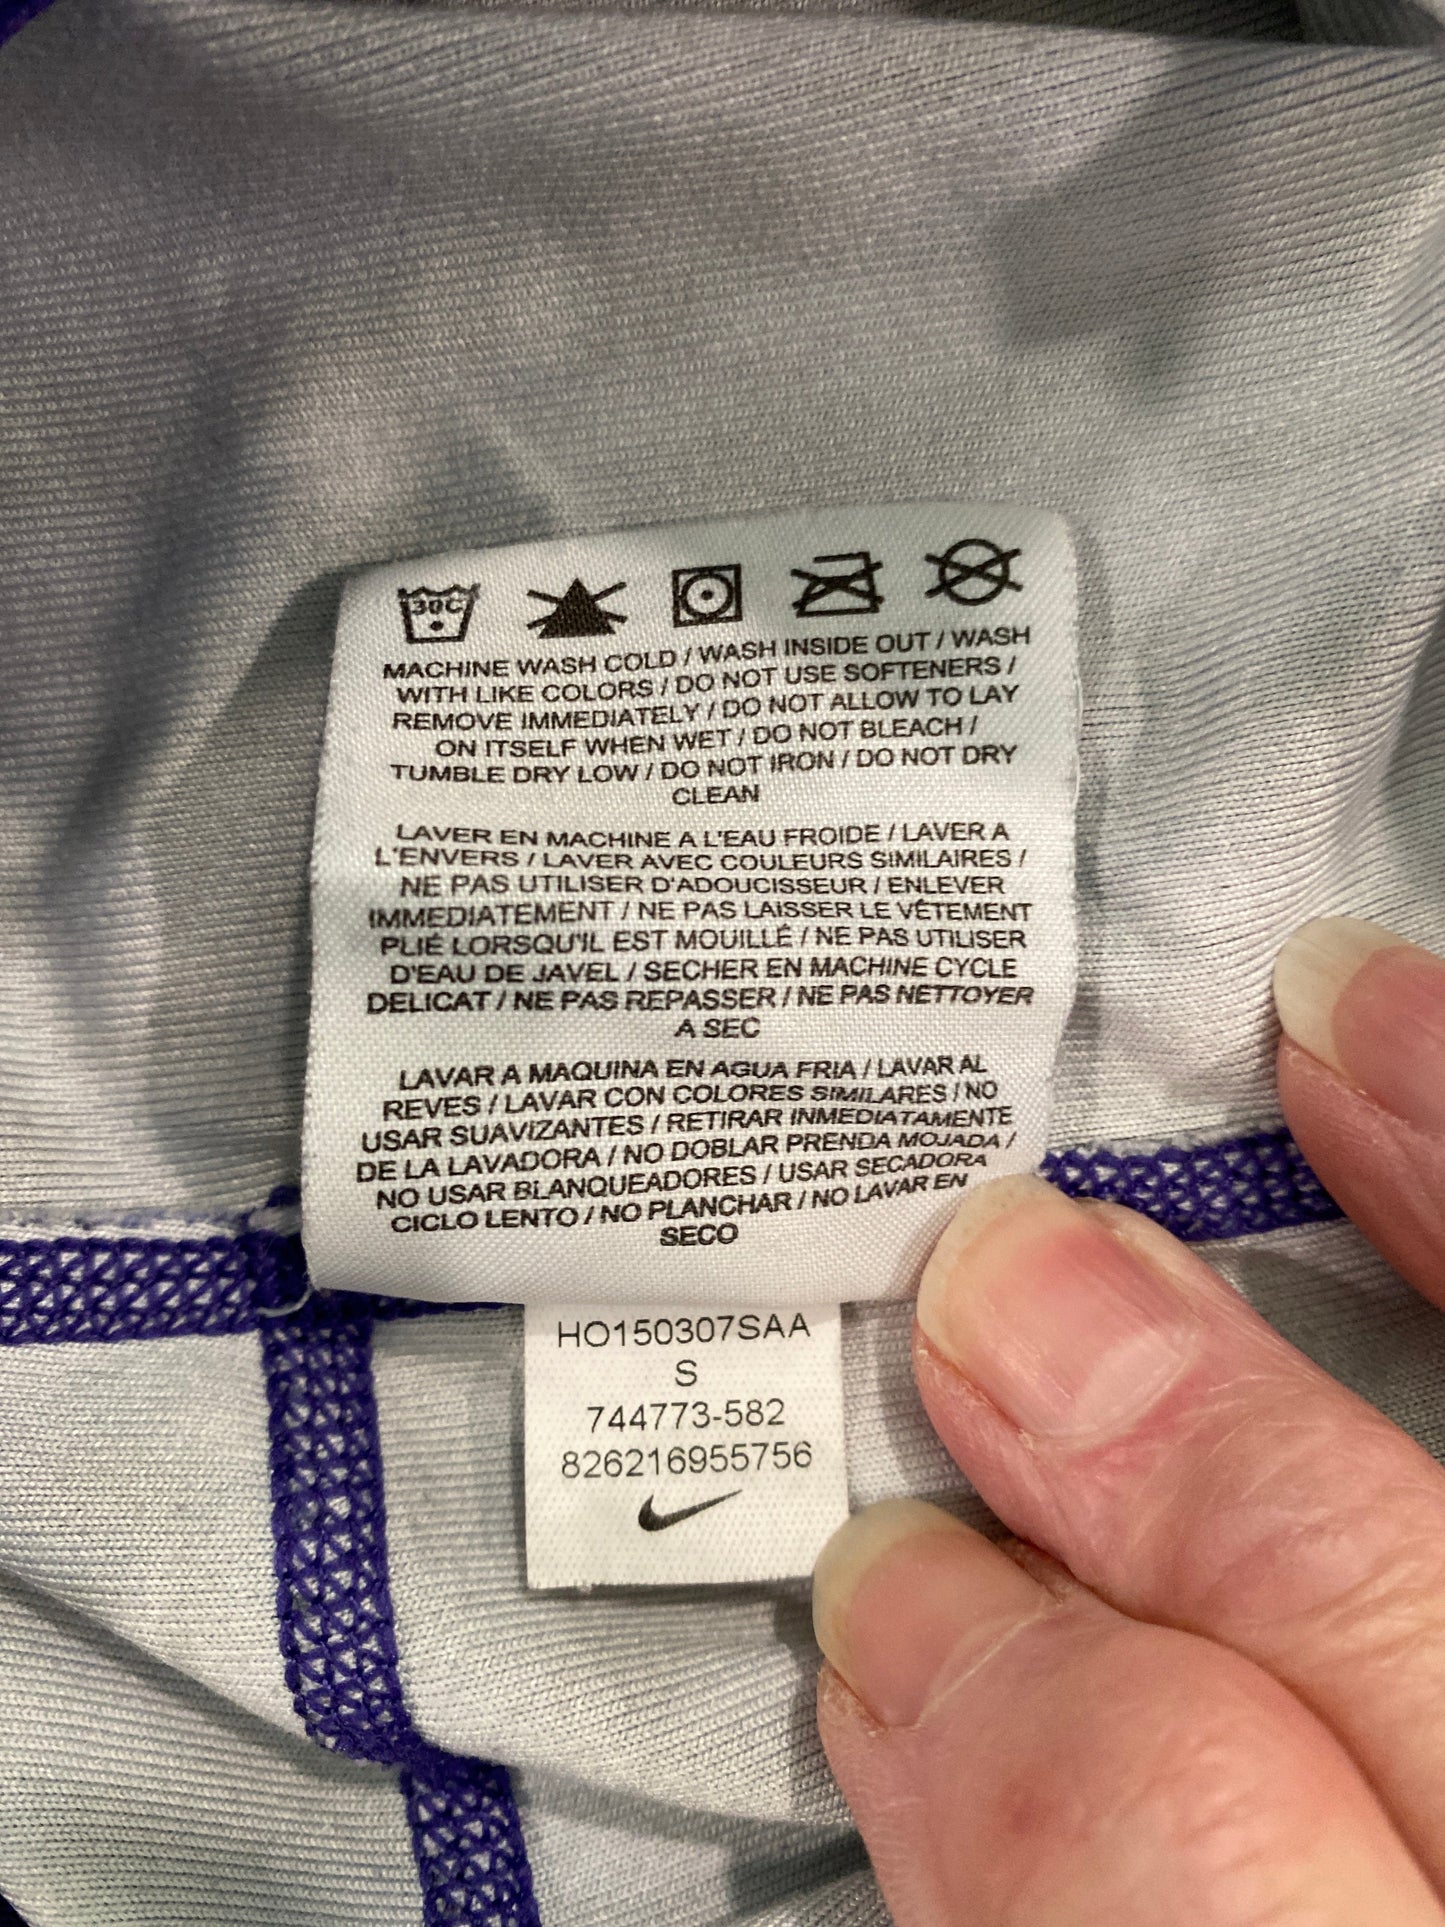 30C
MACHINE WASH COLD / WASH INSIDE OUT / WASH
WITH LIKE COLORS / DO NOT USE SOFTENERS /
REMOVE IMMEDIATELY / DO NOT ALLOW TO LAY
ON ITSELF WHEN WET / DO NOT BLEACH /
TUMBLE DRY LOW / DO NOT IRON / DO NOT DRY
CLEAN
LAVER EN MACHINE A L'EAU FROIDE / LAVER A
L'ENVERS / LAVER AVEC COULEURS SIMILAIRES /
NE PAS UTILISER D'ADOUCISSEUR / ENLEVER
IMMEDIATEMENT / NE PAS LAISSER LE VÊTEMENT
PLIÉ LORSQU'IL EST MOUILLÉ / NE PAS UTILISER
D'EAU DE JAVEL / SECHER EN MACHINE CYCLE
DELICAT / NE PAS REPASSER / NE PAS NETTOYER
A SEC
LAVAR A MAQUINA EN AGUA FRIA / LAVAR AL
REVES / LAVAR CON COLORES SIMILARES / NO
USAR SUAVIZANTES / RETIRAR INMEDIATAMENTE
DE LA LAVADORA / NO DOBLAR PRENDA MOJADA /
NO USAR BLANQUEADORES / USAR SECADORA
CICLO LENTO / NO PLANCHAR / NO LAVAR EN
SECO
HO150307SAA
S
744773-582
826216955756